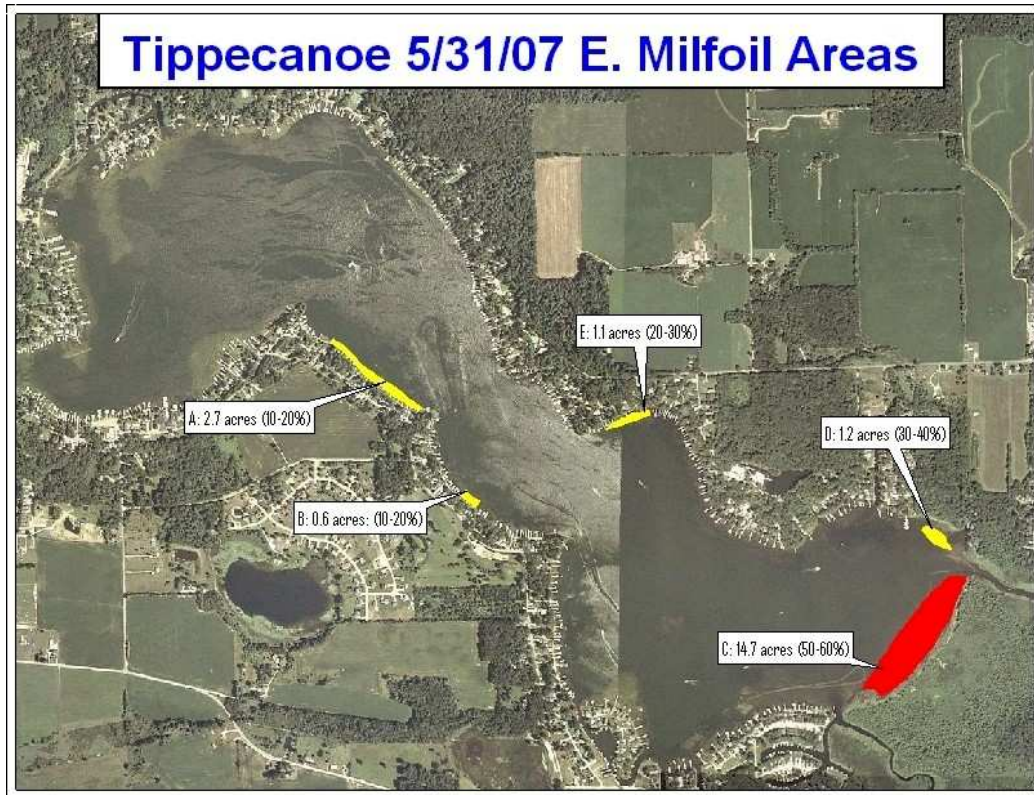 Tippecanoe 5/31/07 E. Milfoil Areas
E: 1.1 acres (20-30%)
A: 2.7 acres (10-20%)
D: 1.2 acres (30-40%)
B: 0.6 acres: (10-20%)
C: 14.7 acres (50-60%)